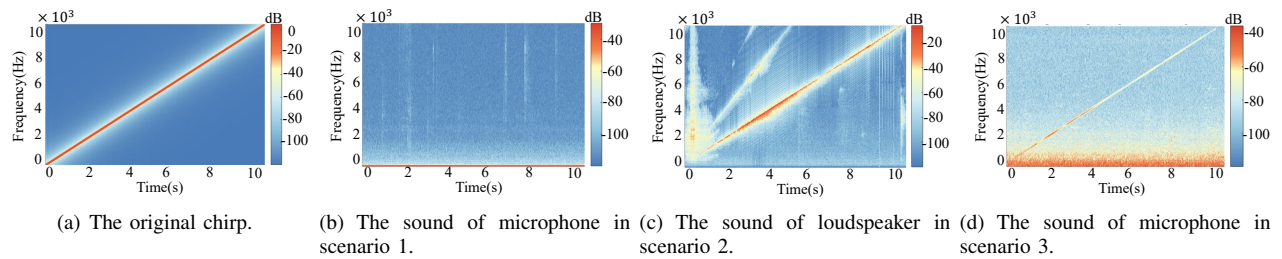 × 10³ dB
10
8
6
4
2
0
Frequency(Hz)
0 2 4 6 8 10
Time(s)
0
-20
-40
-60
-80
-100
(a) The original chirp.
× 10³ dB
10
8
6
4
2
0
Frequency(Hz)
0 2 4 6 8 10
Time(s)
-40
-60
-80
-100
(b) The sound of microphone in
scenario 1.
× 10³ dB
10
8
6
4
2
0
Frequency(Hz)
0 2 4 6 8 10
Time(s)
-20
-40
-60
-80
-100
(c) The sound of loudspeaker in
scenario 2.
× 10³ dB
10
8
6
4
2
0
Frequency(Hz)
0 2 4 6 8 10
Time(s)
-40
-60
-80
-100
(d) The sound of microphone in
scenario 3.